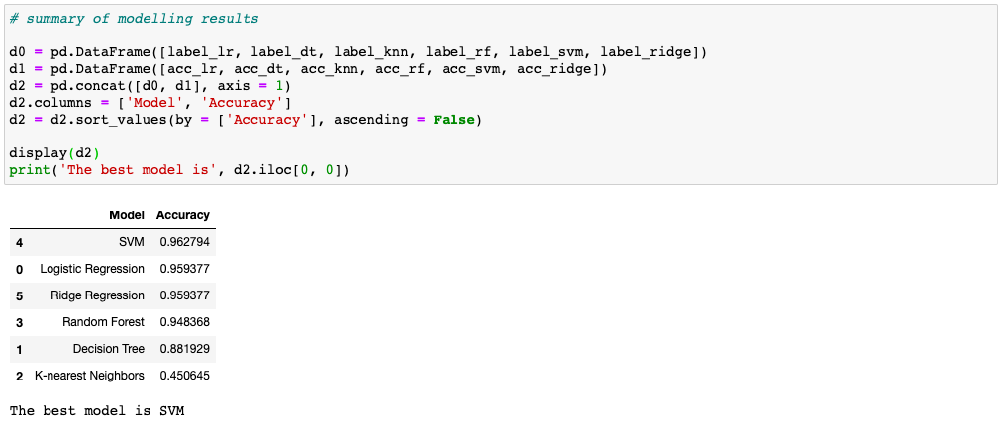 # summary of modelling results
d0 = pd.DataFrame([label_lr, label_dt, label_knn, label_rf, label_svm, label_ridge])
d1 = pd.DataFrame([acc_lr, acc_dt, acc_knn, acc_rf, acc_svm, acc_ridge])
d2 = pd.concat([d0, d1], axis = 1)
d2.columns = ['Model', 'Accuracy']
d2 = d2.sort_values(by = ['Accuracy'], ascending = False)
display(d2)
print('The best model is', d2.iloc[0, 0])
Model Accuracy
4 SVM 0.962794
0 Logistic Regression 0.959377
5 Ridge Regression 0.959377
3 Random Forest 0.948368
1 Decision Tree 0.881929
2 K-nearest Neighbors 0.450645
The best model is SVM